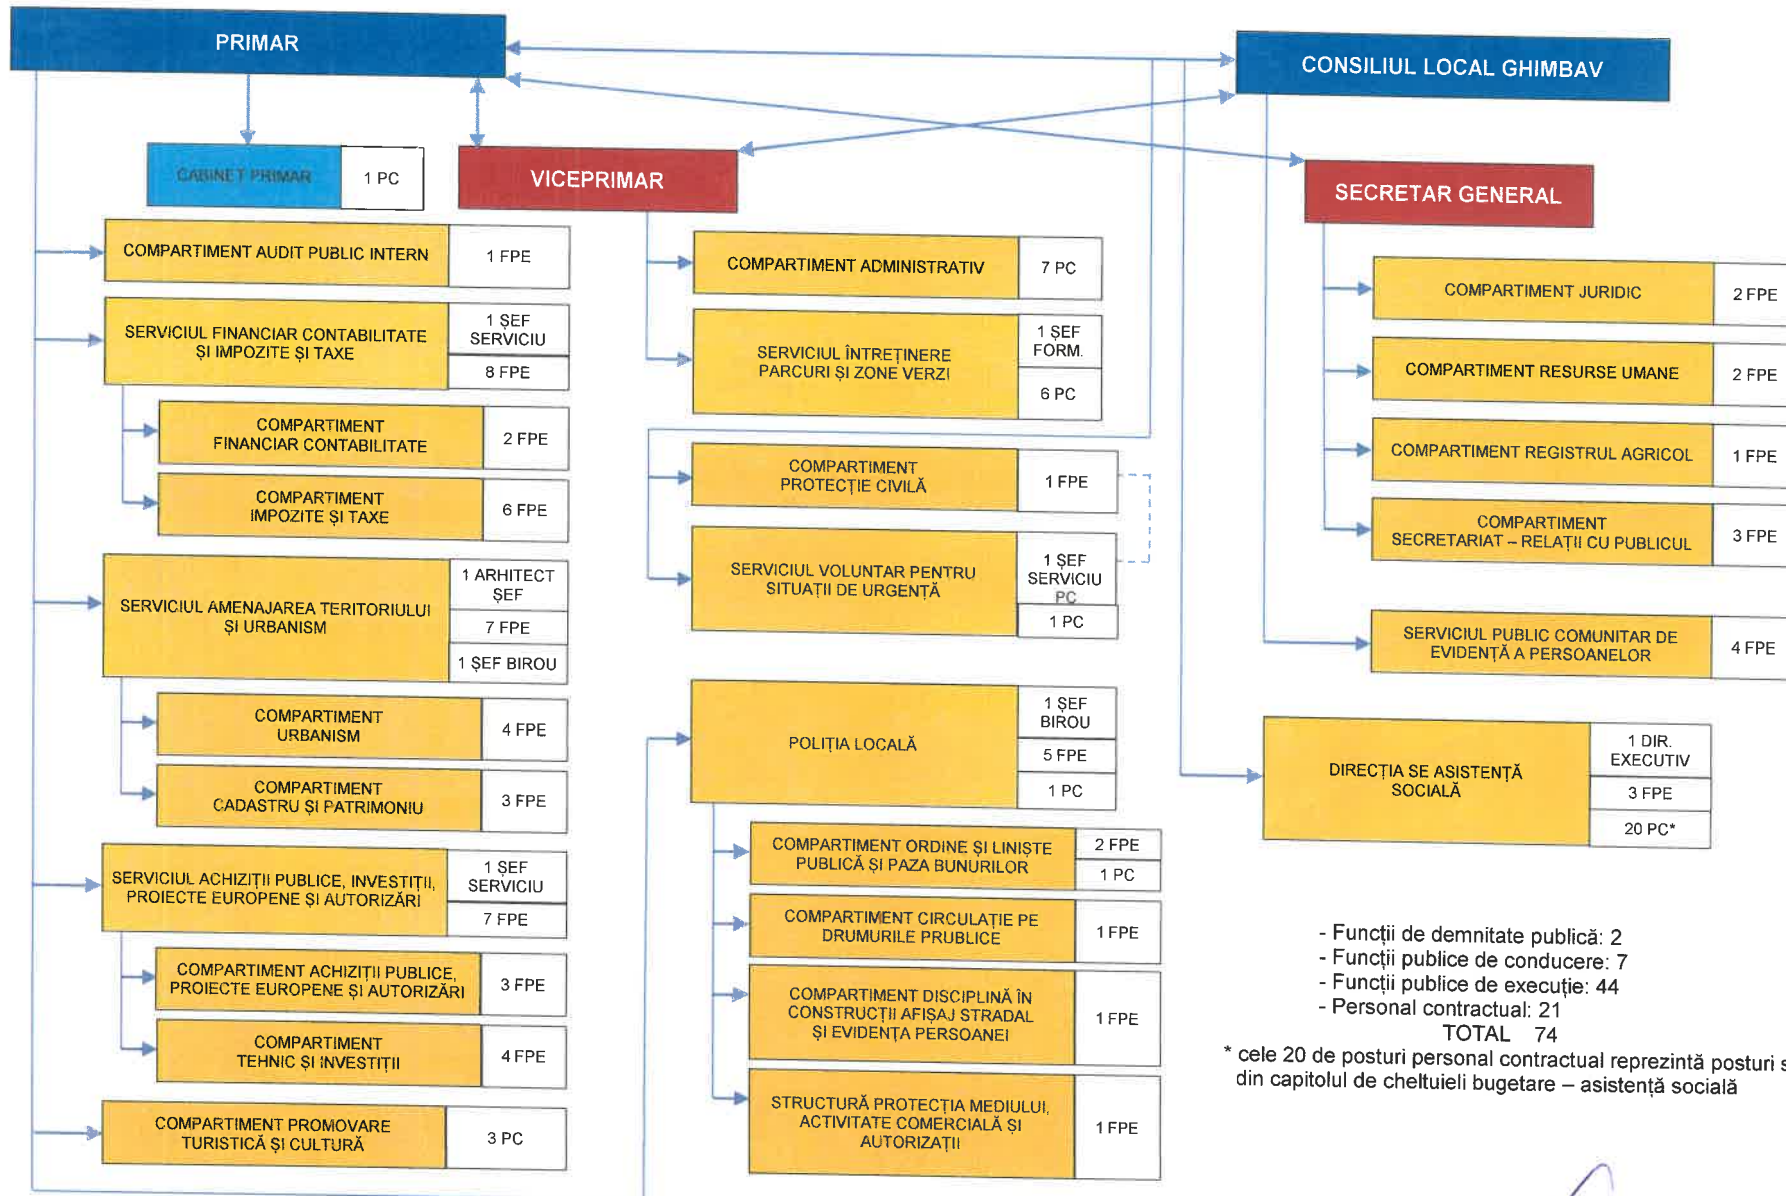 PRIMAR
CONSILIUL LOCAL GHIMBAV
CABINET PRIMAR
1 PC
VICEPRIMAR
SECRETAR GENERAL
COMPARTIMENT AUDIT PUBLIC INTERN
1 FPE
SERVICIUL FINANCIAR CONTABILITATE
ȘI IMPOZITE ȘI TAXE
1 ȘEF
SERVICIU
8 FPE
COMPARTIMENT
FINANCIAR CONTABILITATE
2 FPE
COMPARTIMENT
IMPOZITE ȘI TAXE
6 FPE
SERVICIUL AMENAJAREA TERITORIULUI
ȘI URBANISM
1 ARHITECT
ȘEF
7 FPE
1 ȘEF BIROU
COMPARTIMENT
URBANISM
4 FPE
COMPARTIMENT
CADASTRU ȘI PATRIMONIU
3 FPE
SERVICIUL ACHIZIȚII PUBLICE, INVESTIȚII,
PROIECTE EUROPENE ȘI AUTORIZĂRI
1 ȘEF
SERVICIU
7 FPE
COMPARTIMENT ACHIZIȚII PUBLICE,
PROIECTE EUROPENE ȘI AUTORIZĂRI
3 FPE
COMPARTIMENT
TEHNIC ȘI INVESTIȚII
4 FPE
COMPARTIMENT PROMOVARE
TURISTICĂ ȘI CULTURĂ
3 PC
COMPARTIMENT ADMINISTRATIV
7 PC
SERVICIUL ÎNTREȚINERE
PARCURI ȘI ZONE VERZI
1 ȘEF
FORM.
6 PC
COMPARTIMENT
PROTECȚIE CIVILĂ
1 FPE
SERVICIUL VOLUNTAR PENTRU
SITUAȚII DE URGENȚĂ
1 ȘEF
SERVICIU
PC
1 PC
POLIȚIA LOCALĂ
1 ȘEF
BIROU
5 FPE
1 PC
COMPARTIMENT ORDINE ȘI LINIȘTE
PUBLICĂ ȘI PAZA BUNURILOR
2 FPE
1 PC
COMPARTIMENT CIRCULAȚIE PE
DRUMURILE PRUBLICE
1 FPE
COMPARTIMENT DISCIPLINĂ ÎN
CONSTRUCȚII AFIȘAJ STRADAL
ȘI EVIDENȚA PERSOANEI
1 FPE
STRUCTURĂ PROTECȚIA MEDIULUI,
ACTIVITATE COMERCIALĂ ȘI
AUTORIZAȚII
1 FPE
COMPARTIMENT JURIDIC
2 FPE
COMPARTIMENT RESURSE UMANE
2 FPE
COMPARTIMENT REGISTRUL AGRICOL
1 FPE
COMPARTIMENT
SECRETARIAT – RELAȚII CU PUBLICUL
3 FPE
SERVICIUL PUBLIC COMUNITAR DE
EVIDENȚĂ A PERSOANELOR
4 FPE
DIRECȚIA SE ASISTENȚĂ
SOCIALĂ
1 DIR.
EXECUTIV
3 FPE
20 PC*
- Funcții de demnitate publică: 2
- Funcții publice de conducere: 7
- Funcții publice de execuție: 44
- Personal contractual: 21
TOTAL 74
* cele 20 de posturi personal contractual reprezintă posturi
din capitolul de cheltuieli bugetare – asistență socială